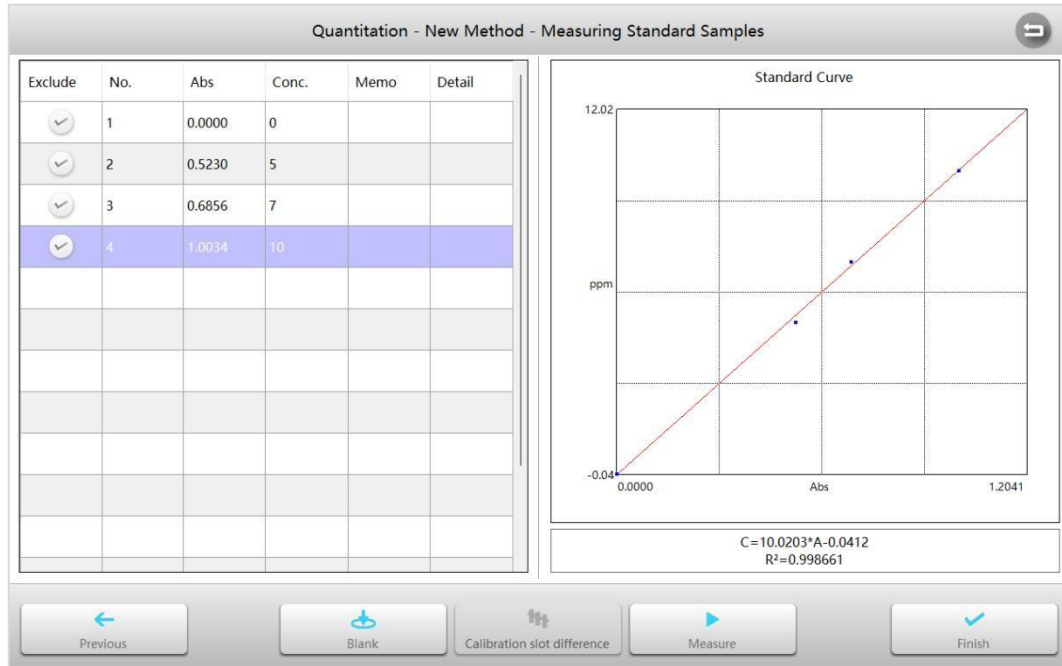 Quantitation - New Method - Measuring Standard Samples
Exclude No. Abs Conc. Memo Detail
1 0.0000 0
2 0.5230 5
3 0.6856 7
4 1.0034 10
Standard Curve
12.02
ppm
-0.04
0.0000 Abs 1.2041
C=10.0203*A-0.0412
R²=0.998661
Previous Blank Calibration slot difference Measure Finish